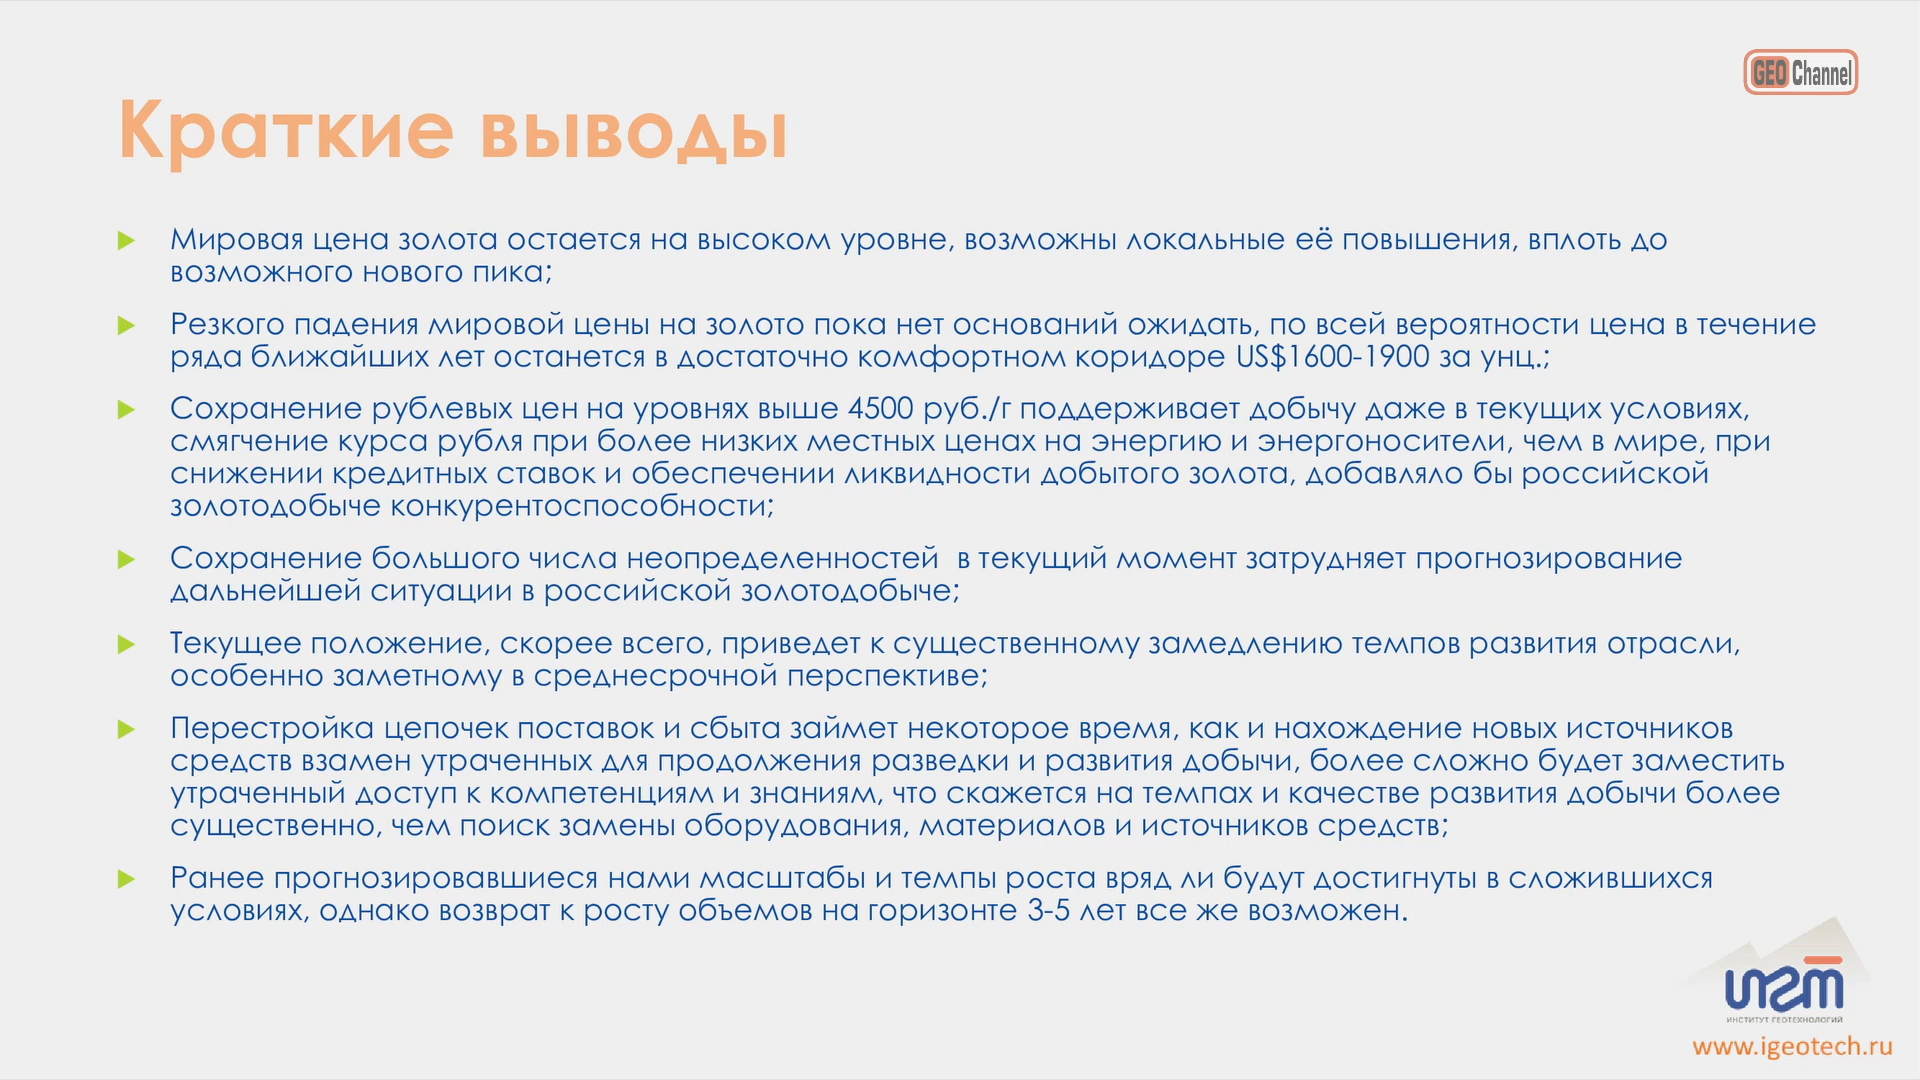 GEO Channel
Краткие выводы
Мировая цена золота остается на высоком уровне, возможны локальные её повышения, вплоть до
возможного нового пика;
Резкого падения мировой цены на золото пока нет оснований ожидать, по всей вероятности цена в течение
ряда ближайших лет останется в достаточно комфортном коридоре US$1600-1900 за унц.;
Сохранение рублевых цен на уровнях выше 4500 руб./г поддерживает добычу даже в текущих условиях,
смягчение курса рубля при более низких местных ценах на энергию и энергоносители, чем в мире, при
снижении кредитных ставок и обеспечении ликвидности добытого золота, добавляло бы российской
золотодобыче конкурентоспособности;
Сохранение большого числа неопределенностей  в текущий момент затрудняет прогнозирование
дальнейшей ситуации в российской золотодобыче;
Текущее положение, скорее всего, приведет к существенному замедлению темпов развития отрасли,
особенно заметному в среднесрочной перспективе;
Перестройка цепочек поставок и сбыта займет некоторое время, как и нахождение новых источников
средств взамен утраченных для продолжения разведки и развития добычи, более сложно будет заместить
утраченный доступ к компетенциям и знаниям, что скажется на темпах и качестве развития добычи более
существенно, чем поиск замены оборудования, материалов и источников средств;
Ранее прогнозировавшиеся нами масштабы и темпы роста вряд ли будут достигнуты в сложившихся
условиях, однако возврат к росту объемов на горизонте 3-5 лет все же возможен.
игт
ИНСТИТУТ ГЕОТЕХНОЛОГИЙ
www.igeotech.ru